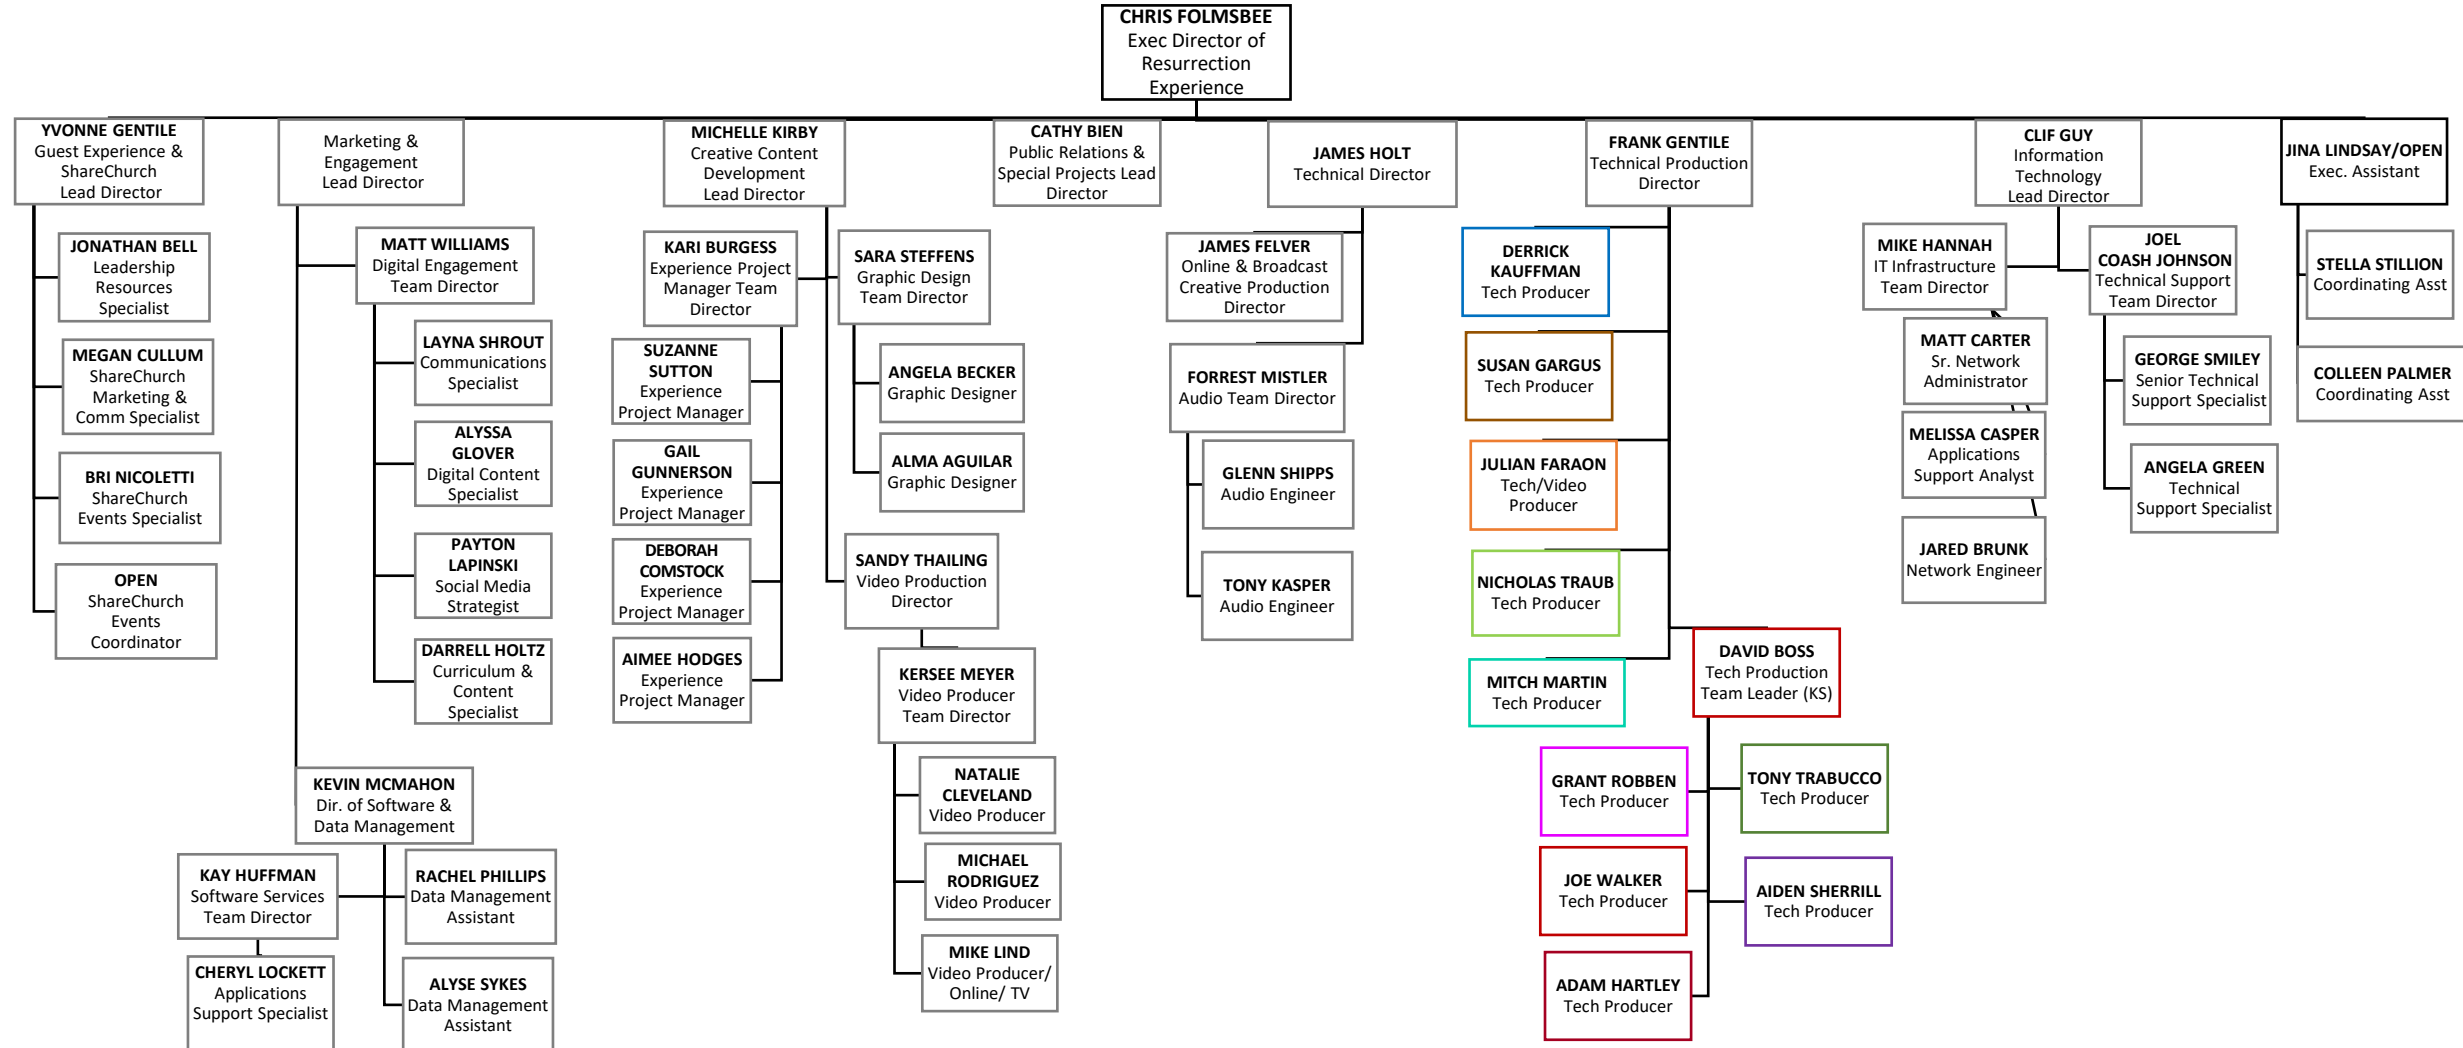 CHRIS FOLMSBEE
Exec Director of
Resurrection
Experience
YVONNE GENTILE
Guest Experience &
ShareChurch
Lead Director
JONATHAN BELL
Leadership
Resources
Specialist
MEGAN CULLUM
ShareChurch
Marketing &
Comm Specialist
BRI NICOLETTI
ShareChurch
Events Specialist
OPEN
ShareChurch
Events
Coordinator
Marketing &
Engagement
Lead Director
MATT WILLIAMS
Digital Engagement
Team Director
LAYNA SHROUT
Communications
Specialist
ALYSSA
GLOVER
Digital Content
Specialist
PAYTON
LAPINSKI
Social Media
Strategist
DARRELL HOLTZ
Curriculum &
Content
Specialist
KEVIN MCMAHON
Dir. of Software &
Data Management
KAY HUFFMAN
Software Services
Team Director
CHERYL LOCKETT
Applications
Support Specialist
RACHEL PHILLIPS
Data Management
Assistant
ALYSE SYKES
Data Management
Assistant
MICHELLE KIRBY
Creative Content
Development
Lead Director
KARI BURGESS
Experience Project
Manager Team
Director
SUZANNE
SUTTON
Experience
Project Manager
GAIL
GUNNERSON
Experience
Project Manager
DEBORAH
COMSTOCK
Experience
Project Manager
AIMEE HODGES
Experience
Project Manager
SARA STEFFENS
Graphic Design
Team Director
ANGELA BECKER
Graphic Designer
ALMA AGUILAR
Graphic Designer
SANDY THAILING
Video Production
Director
KERSEE MEYER
Video Producer
Team Director
NATALIE
CLEVELAND
Video Producer
MICHAEL
RODRIGUEZ
Video Producer
MIKE LIND
Video Producer/
Online/ TV
CATHY BIEN
Public Relations &
Special Projects Lead
Director
JAMES HOLT
Technical Director
JAMES FELVER
Online & Broadcast
Creative Production
Director
FORREST MISTLER
Audio Team Director
GLENN SHIPPS
Audio Engineer
TONY KASPER
Audio Engineer
FRANK GENTILE
Technical Production
Director
DERRICK
KAUFFMAN
Tech Producer
SUSAN GARGUS
Tech Producer
JULIAN FARAON
Tech/Video
Producer
NICHOLAS TRAUB
Tech Producer
MITCH MARTIN
Tech Producer
DAVID BOSS
Tech Production
Team Leader (KS)
GRANT ROBBEN
Tech Producer
TONY TRABUCCO
Tech Producer
JOE WALKER
Tech Producer
AIDEN SHERRILL
Tech Producer
ADAM HARTLEY
Tech Producer
CLIF GUY
Information
Technology
Lead Director
MIKE HANNAH
IT Infrastructure
Team Director
MATT CARTER
Sr. Network
Administrator
MELISSA CASPER
Applications
Support Analyst
JARED BRUNK
Network Engineer
JOEL
COASH JOHNSON
Technical Support
Team Director
GEORGE SMILEY
Senior Technical
Support Specialist
ANGELA GREEN
Technical
Support Specialist
JINA LINDSAY/OPEN
Exec. Assistant
STELLA STILLION
Coordinating Asst
COLLEEN PALMER
Coordinating Asst